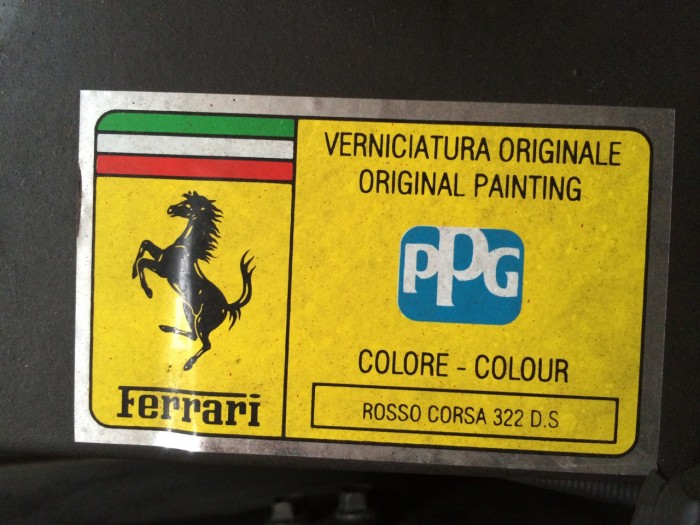 VERNICIATURA ORIGINALE
ORIGINAL PAINTING
PPG
COLORE - COLOUR
ROSSO CORSA 322 D.S
Ferrari